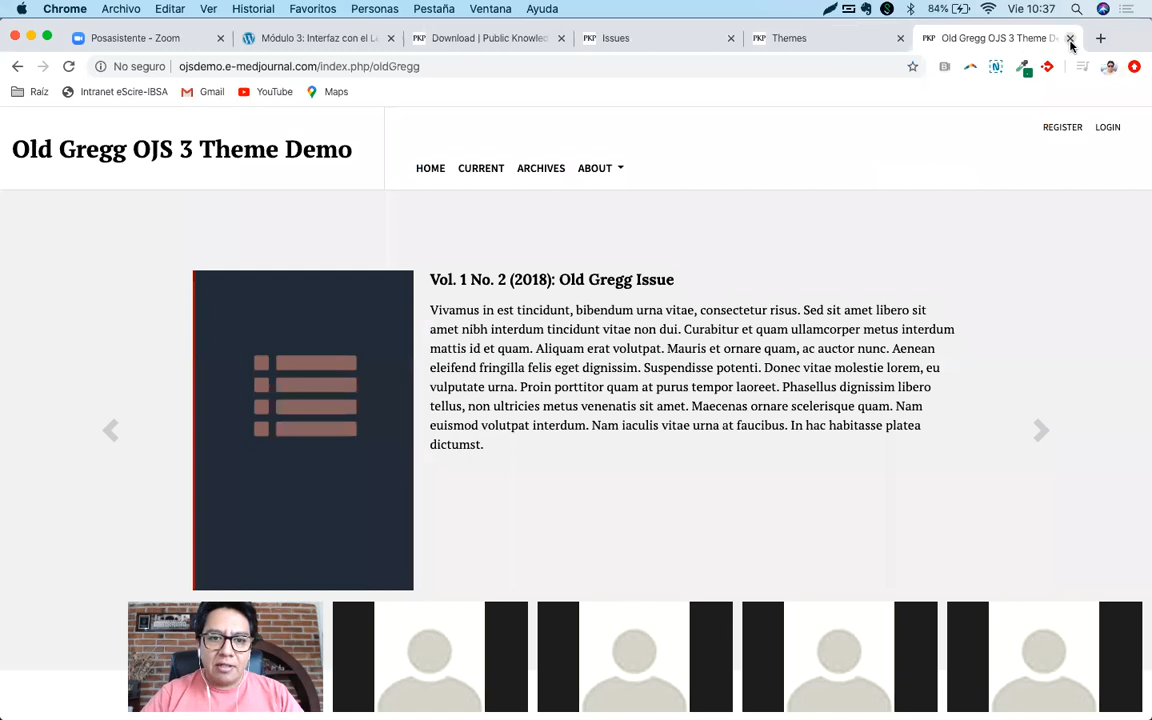 Chrome Archivo Editar Ver Historial Favoritos Personas Pestaña Ventana Ayuda 84% Vie 10:37
Posasistente - Zoom Módulo 3: Interfaz con el Le PKP Download | Public Knowled PKP Issues PKP Themes PKP Old Gregg OJS 3 Theme De
No seguro ojsdemo.e-medjournal.com/index.php/oldGregg
Raíz Intranet eScire-IBSA Gmail YouTube Maps
REGISTER LOGIN
Old Gregg OJS 3 Theme Demo
HOME CURRENT ARCHIVES ABOUT
Vol. 1 No. 2 (2018): Old Gregg Issue
Vivamus in est tincidunt, bibendum urna vitae, consectetur risus. Sed sit amet libero sit
amet nibh interdum tincidunt vitae non dui. Curabitur et quam ullamcorper metus interdum
mattis id et quam. Aliquam erat volutpat. Mauris et ornare quam, ac auctor nunc. Aenean
eleifend fringilla felis eget dignissim. Suspendisse potenti. Donec vitae molestie lorem, eu
vulputate urna. Proin porttitor quam at purus tempor laoreet. Phasellus dignissim libero
tellus, non ultricies metus venenatis sit amet. Maecenas ornare scelerisque quam. Nam
euismod volutpat interdum. Nam iaculis vitae urna at faucibus. In hac habitasse platea
dictumst.